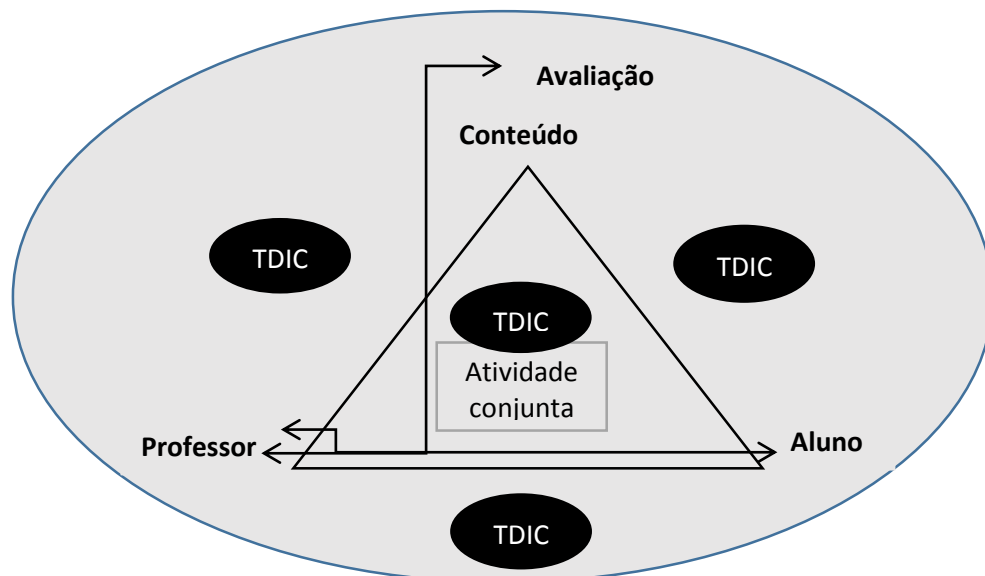 Avaliação
Conteúdo
TDIC
TDIC
TDIC
Atividade
conjunta
Professor
Aluno
TDIC